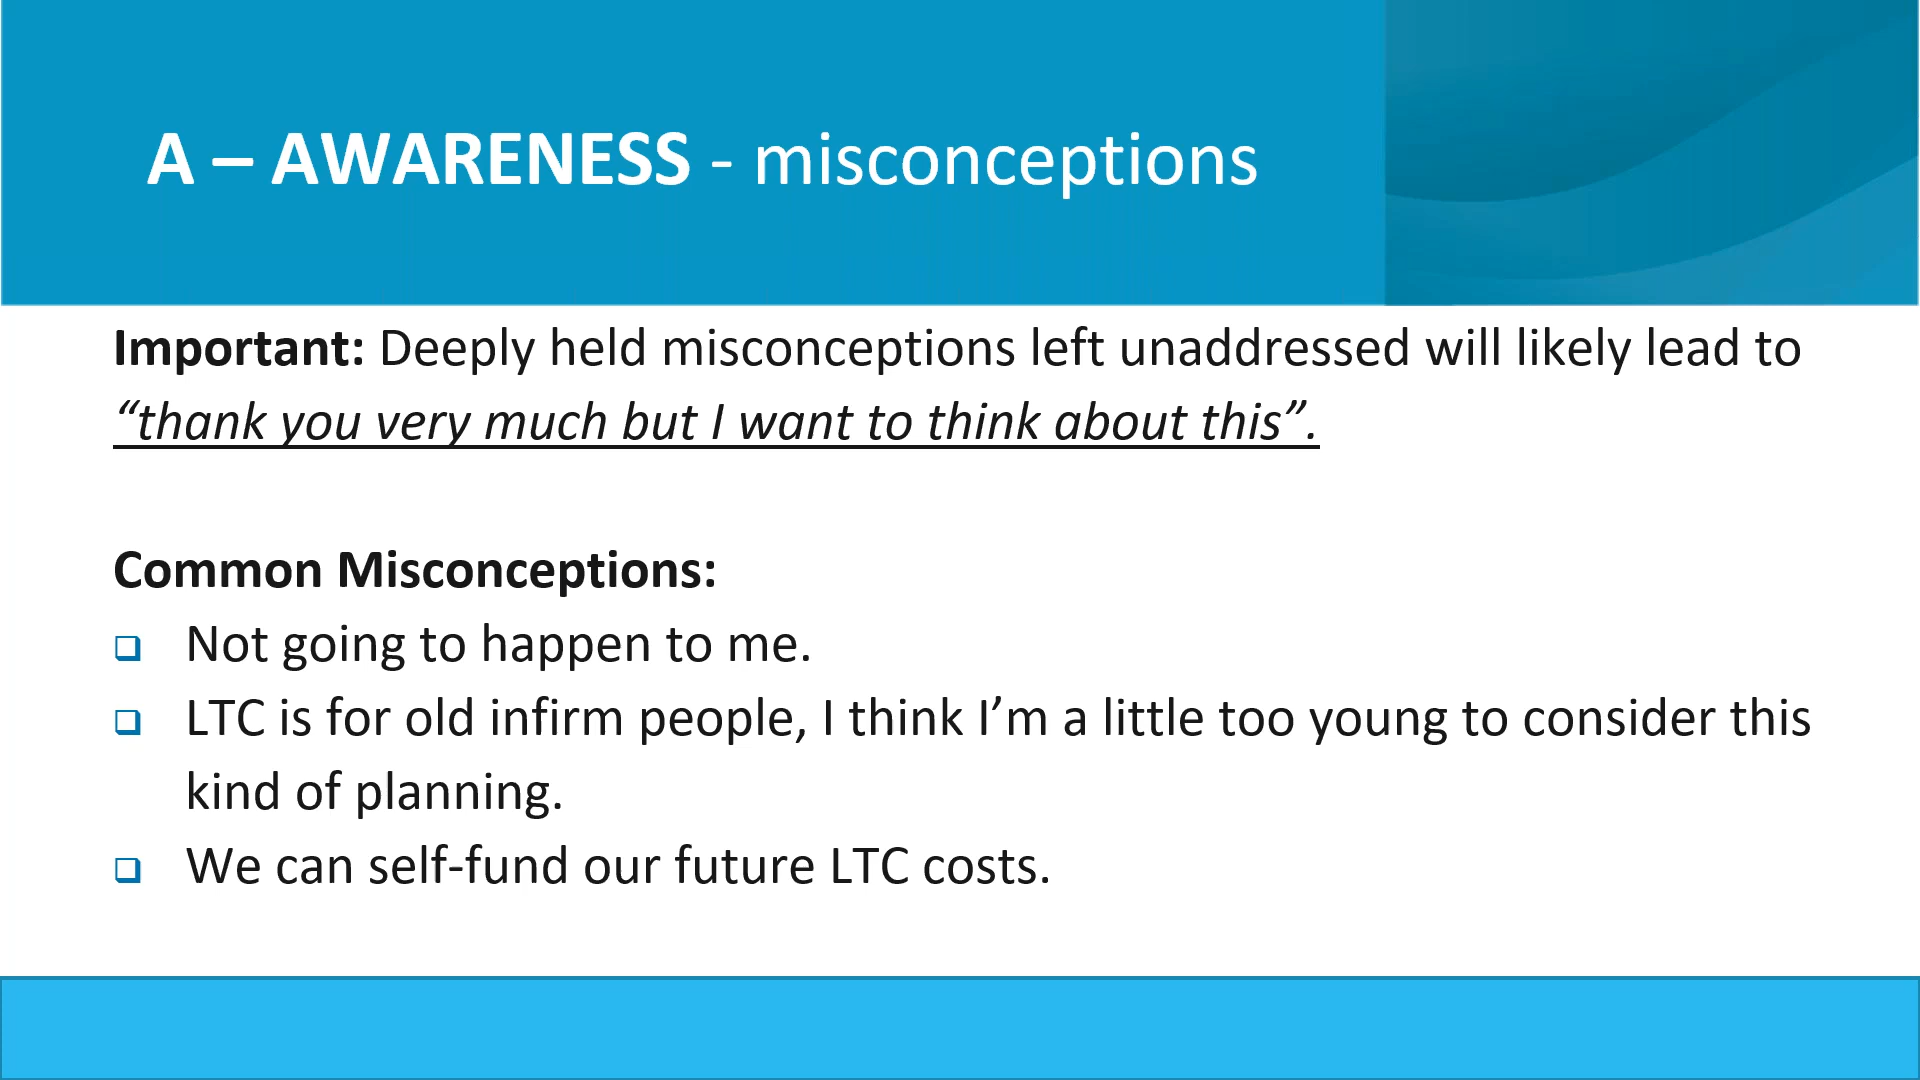 A – AWARENESS - misconceptions
Important: Deeply held misconceptions left unaddressed will likely lead to
“thank you very much but I want to think about this”.
Common Misconceptions:
❑ Not going to happen to me.
❑ LTC is for old infirm people, I think I’m a little too young to consider this
kind of planning.
❑ We can self-fund our future LTC costs.